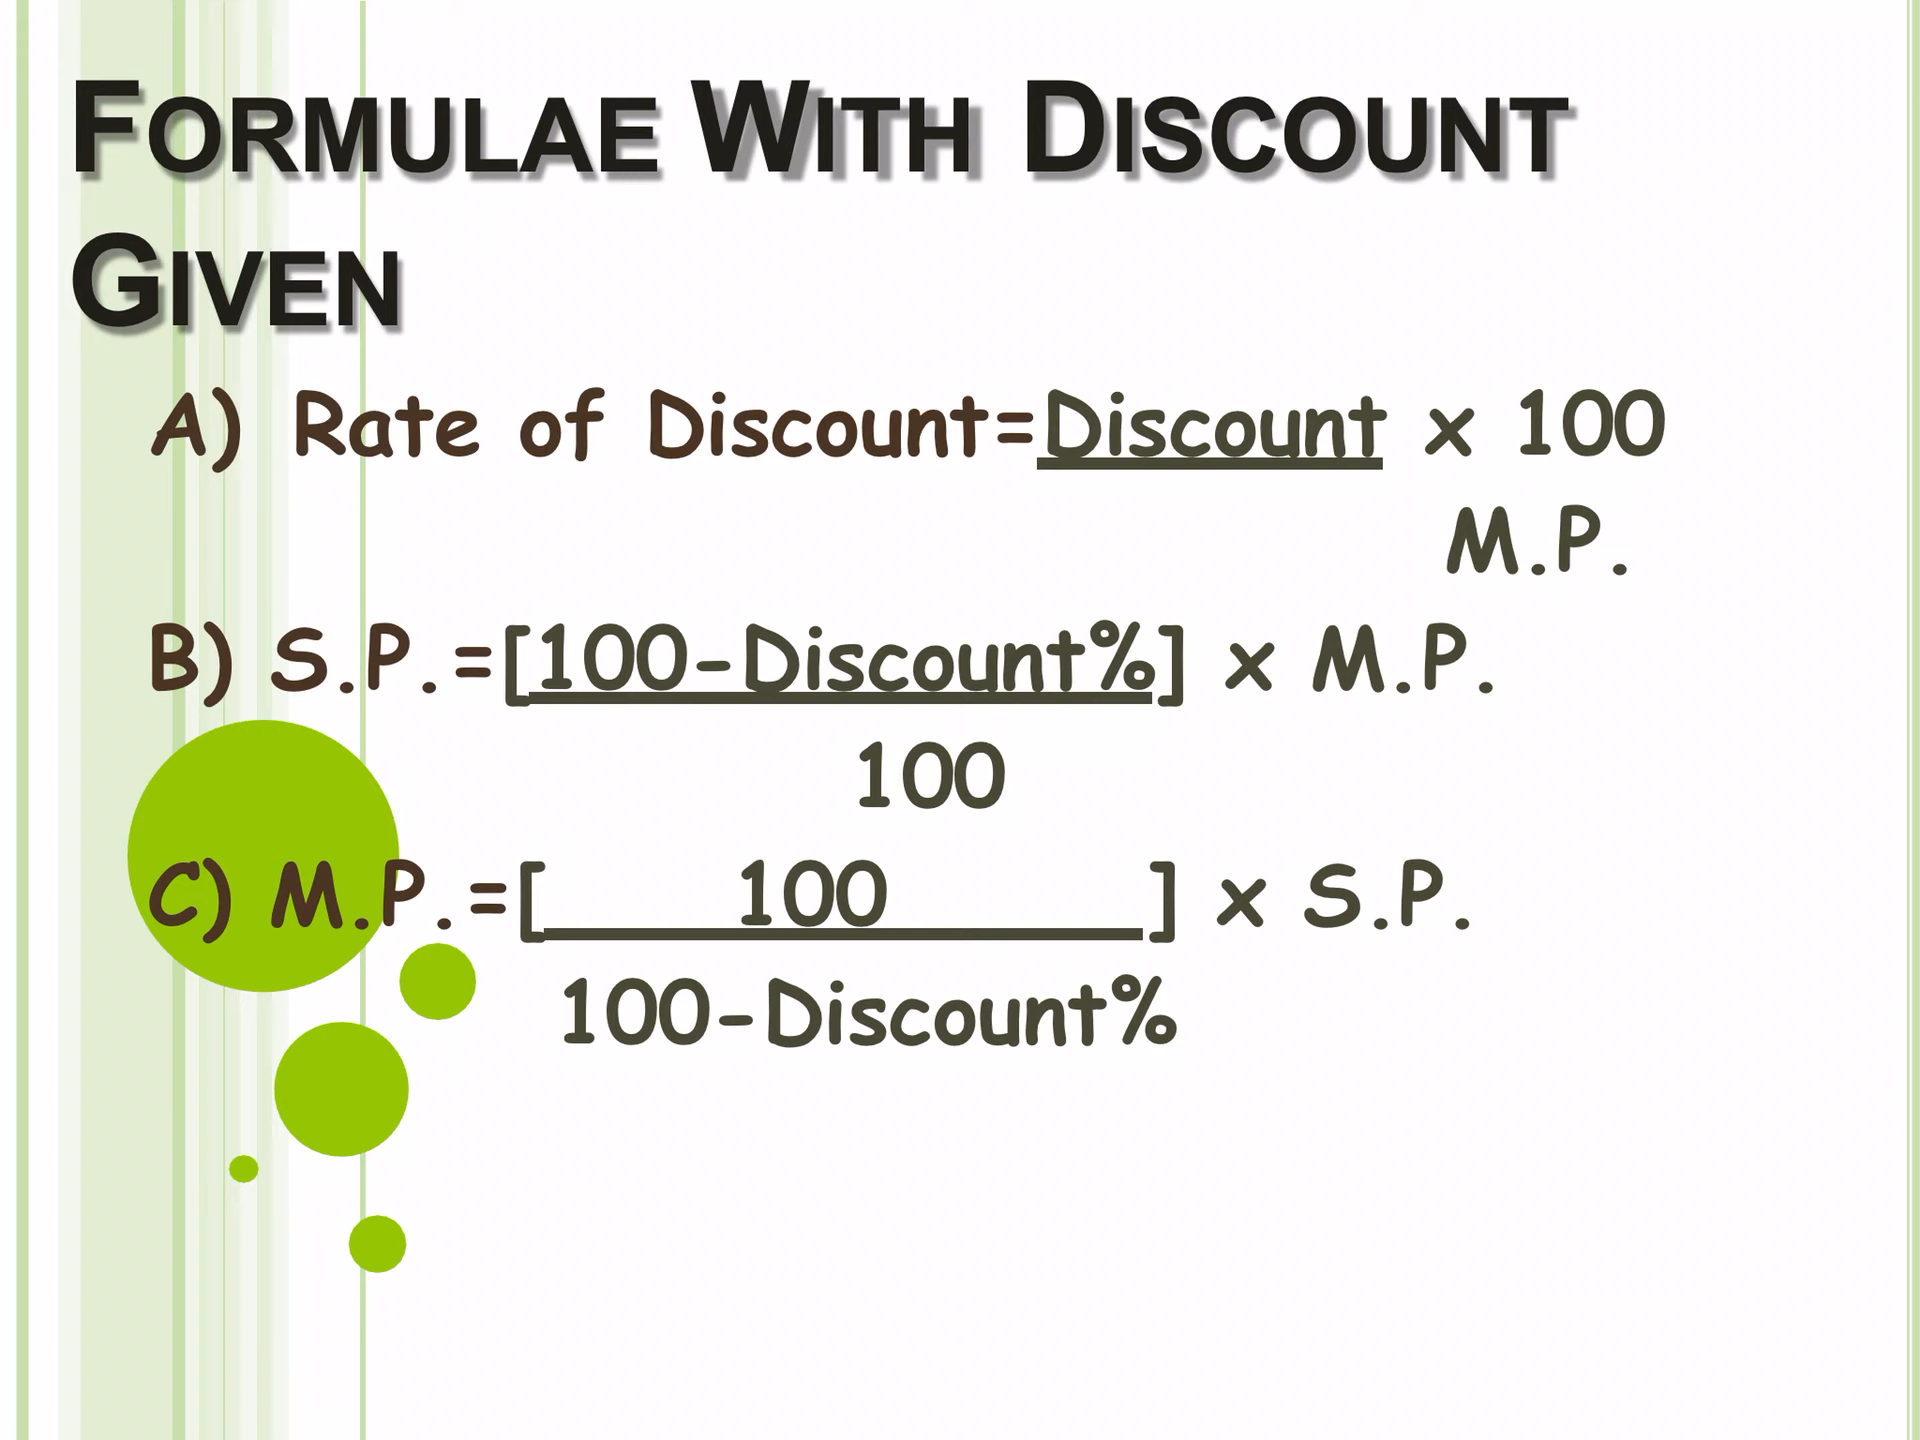 FORMULAE WITH DISCOUNT
GIVEN
A) Rate of Discount=Discount x 100
M.P.
B) S.P.=[100-Discount%] x M.P.
100
C) M.P.=[ 100 ] x S.P.
100-Discount%